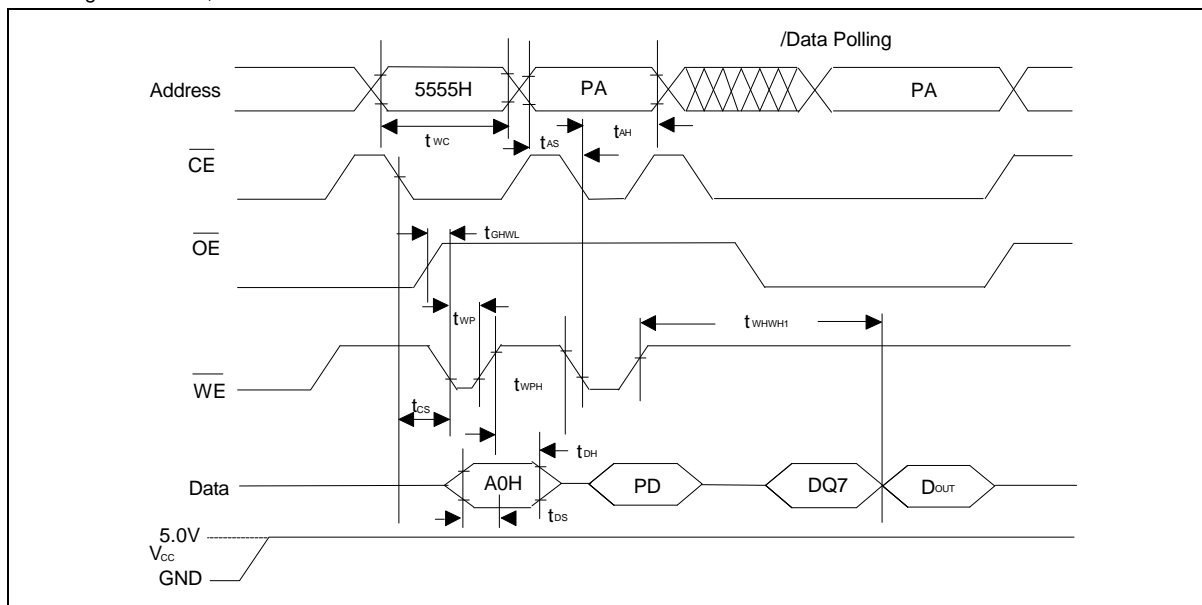 /Data Polling
Address
5555H
PA
PA
tWC
tAS
tAH
CE
OE
tGHWL
tWP
tWHWH1
WE
tWPH
tCS
tDH
Data
A0H
PD
DQ7
DOUT
tDS
5.0V
VCC
GND